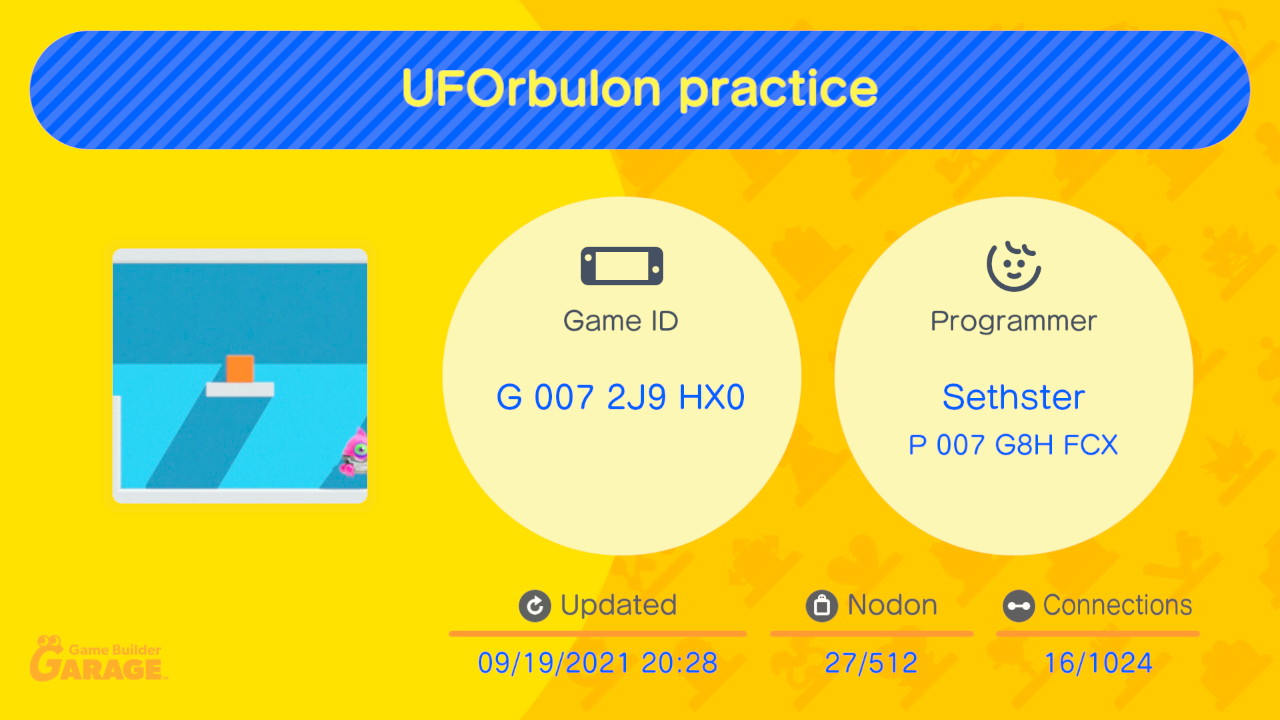 UFOrbulon practice
Game ID
G 007 2J9 HX0
Programmer
Sethster
P 007 G8H FCX
Updated
09/19/2021 20:28
Nodon
27/512
Connections
16/1024
Game Builder
GARAGE™